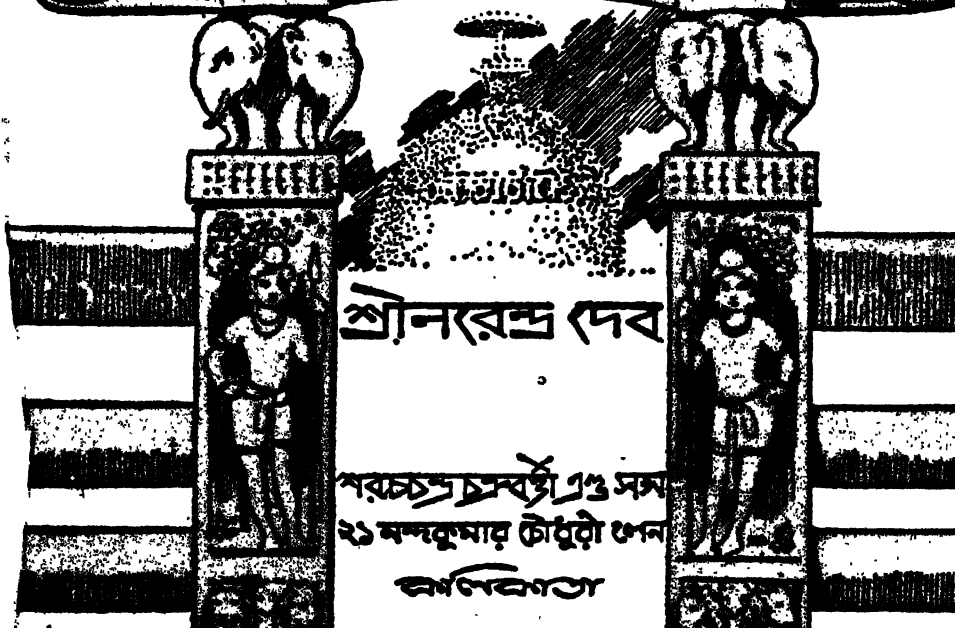 শ্রীনরেন্দ্র দেব
শরচ্চন্দ্র চক্রবর্ত্তী এণ্ড সন্স
২১ নন্দকুমার চৌধুরী লেন
কলিকাতা